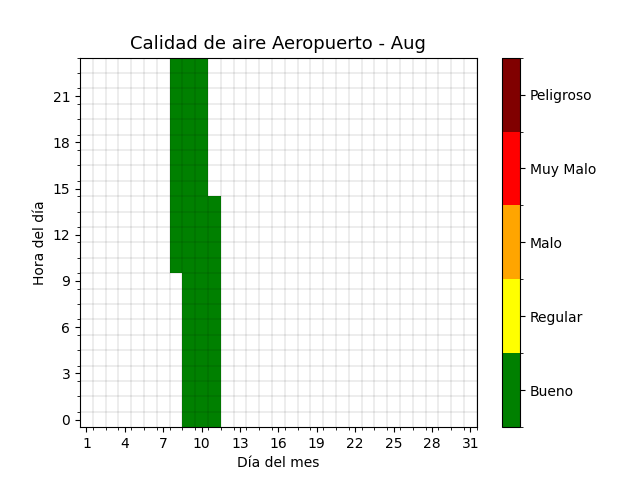 Calidad de aire Aeropuerto - Aug
Hora del día
21
18
15
12
9
6
3
0
1 4 7 10 13 16 19 22 25 28 31
Día del mes
Peligroso
Muy Malo
Malo
Regular
Bueno